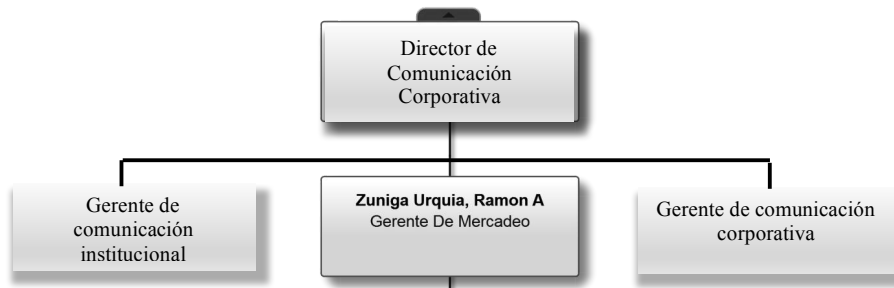 Director de
Comunicación
Corporativa
Gerente de
comunicación
institucional
Zuniga Urquia, Ramon A
Gerente De Mercadeo
Gerente de comunicación
corporativa